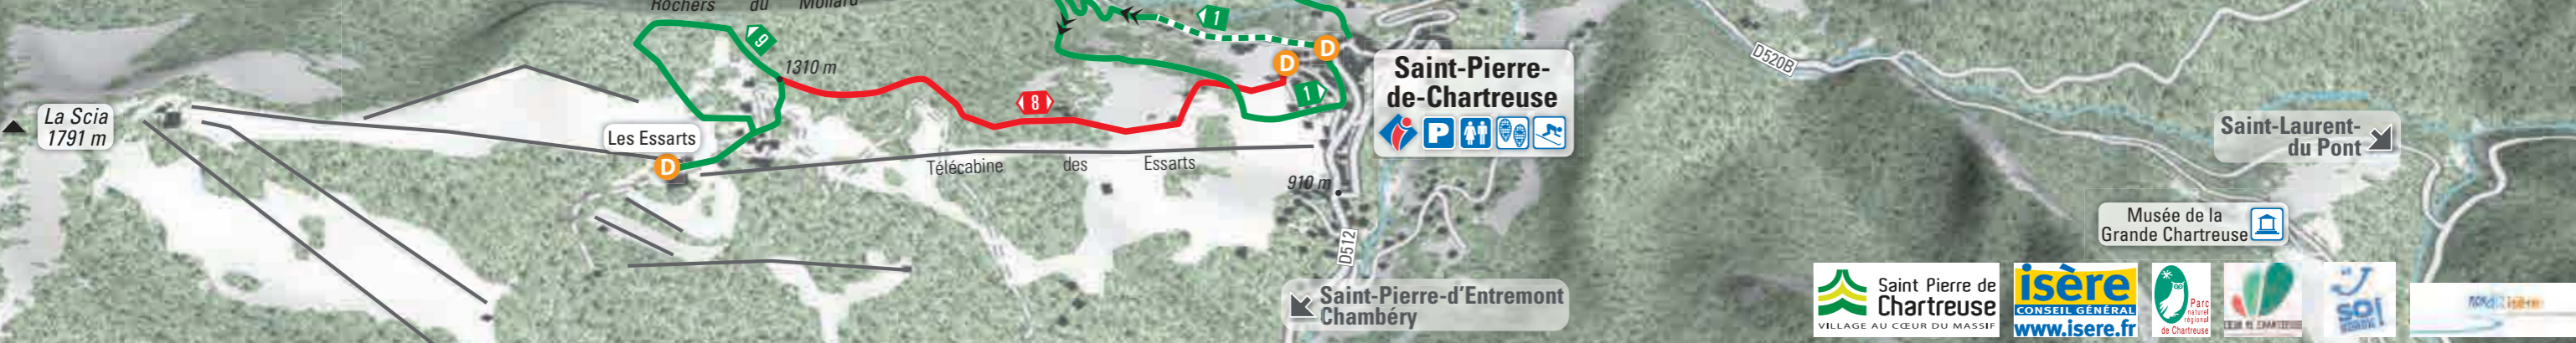 Rochers du Mollard
9
1310 m
1
D
D
Saint-Pierre-
de-Chartreuse
P
D520B
La Scia
1791 m
Les Essarts
D
8
1
Télécabine des Essarts
910 m
D512
Saint-Pierre-d'Entremont
Chambéry
Saint-Laurent-
du Pont
Musée de la
Grande Chartreuse
Saint Pierre de
Chartreuse
VILLAGE AU CŒUR DU MASSIF
isère
CONSEIL GÉNÉRAL
www.isere.fr
Parc
naturel
régional
de Chartreuse